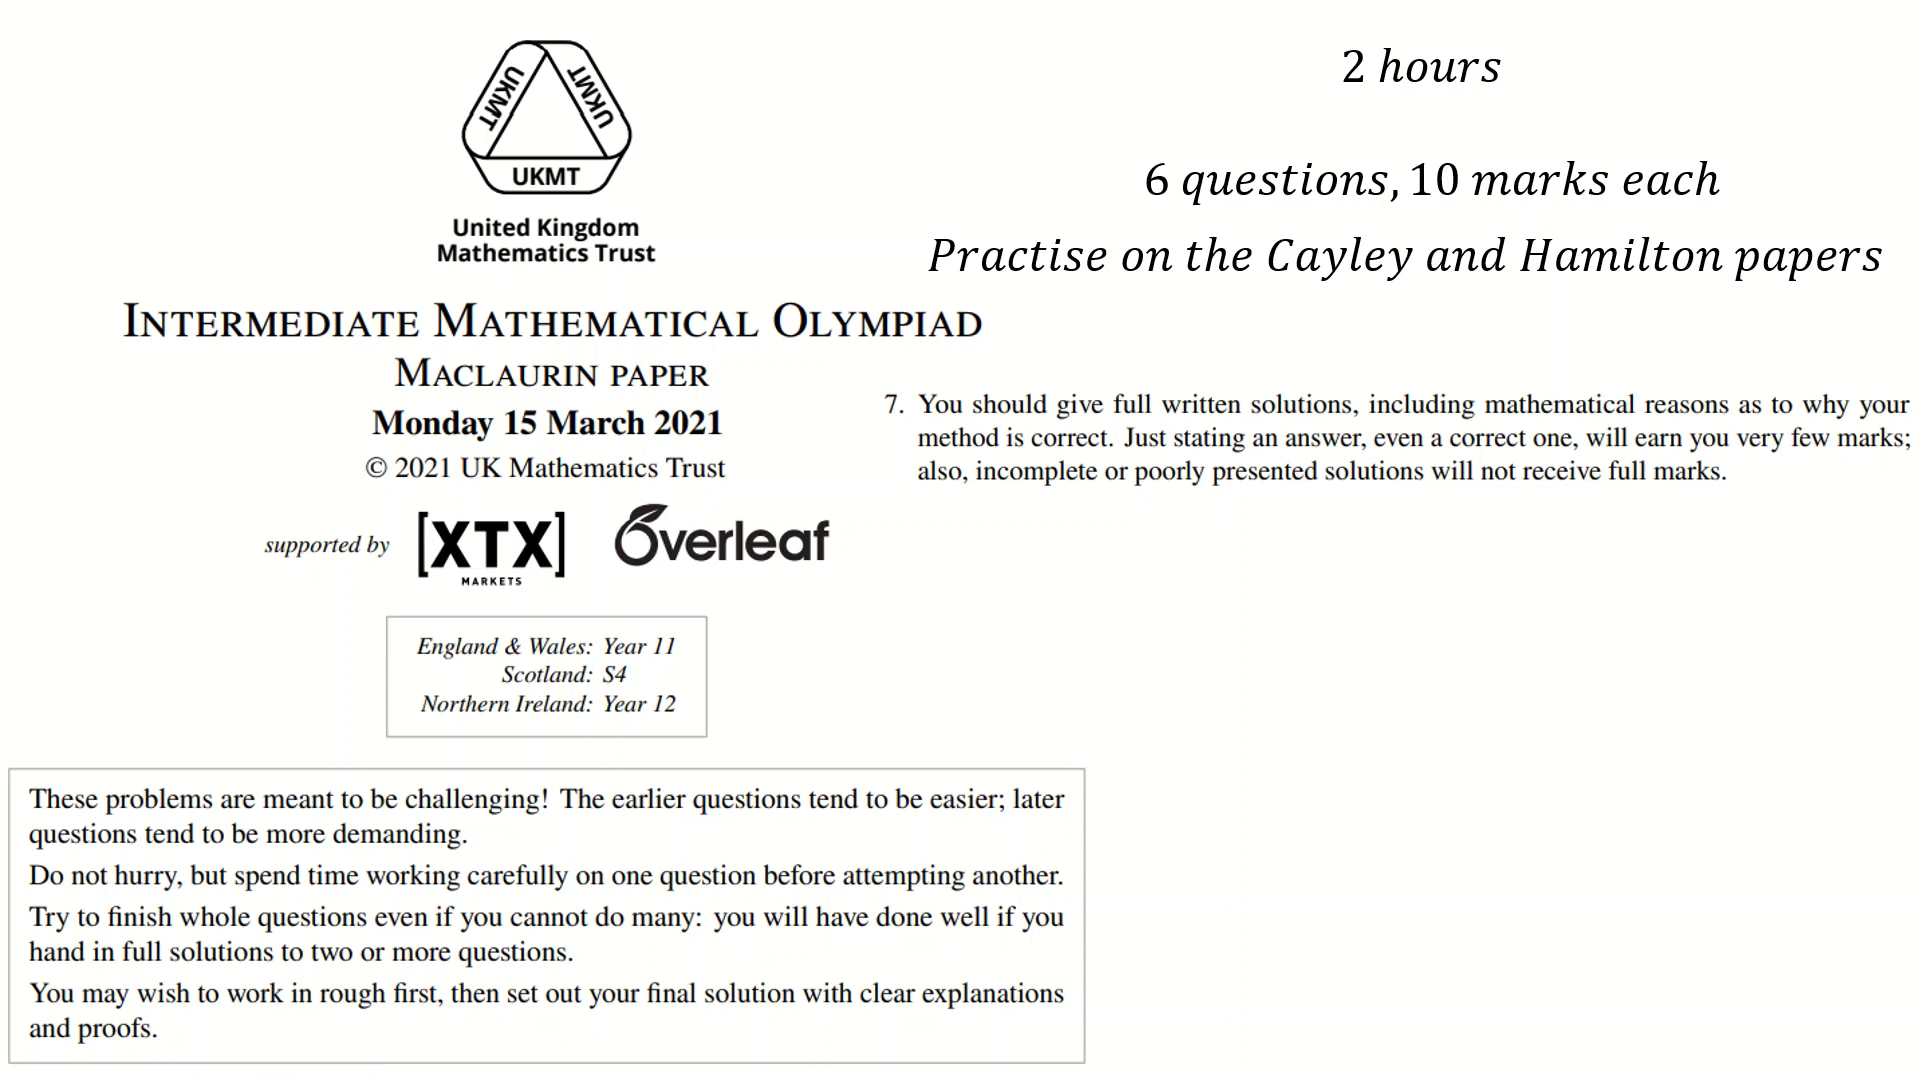 UKMT
UKMT
UKMT
United Kingdom
Mathematics Trust
INTERMEDIATE MATHEMATICAL OLYMPIAD
MACLAURIN PAPER
Monday 15 March 2021
© 2021 UK Mathematics Trust
supported by
[XTX]
MARKETS
Overleaf
England & Wales: Year 11
Scotland: S4
Northern Ireland: Year 12
These problems are meant to be challenging! The earlier questions tend to be easier; later
questions tend to be more demanding.
Do not hurry, but spend time working carefully on one question before attempting another.
Try to finish whole questions even if you cannot do many: you will have done well if you
hand in full solutions to two or more questions.
You may wish to work in rough first, then set out your final solution with clear explanations
and proofs.
2 hours
6 questions, 10 marks each
Practise on the Cayley and Hamilton papers
7. You should give full written solutions, including mathematical reasons as to why your
method is correct. Just stating an answer, even a correct one, will earn you very few marks;
also, incomplete or poorly presented solutions will not receive full marks.